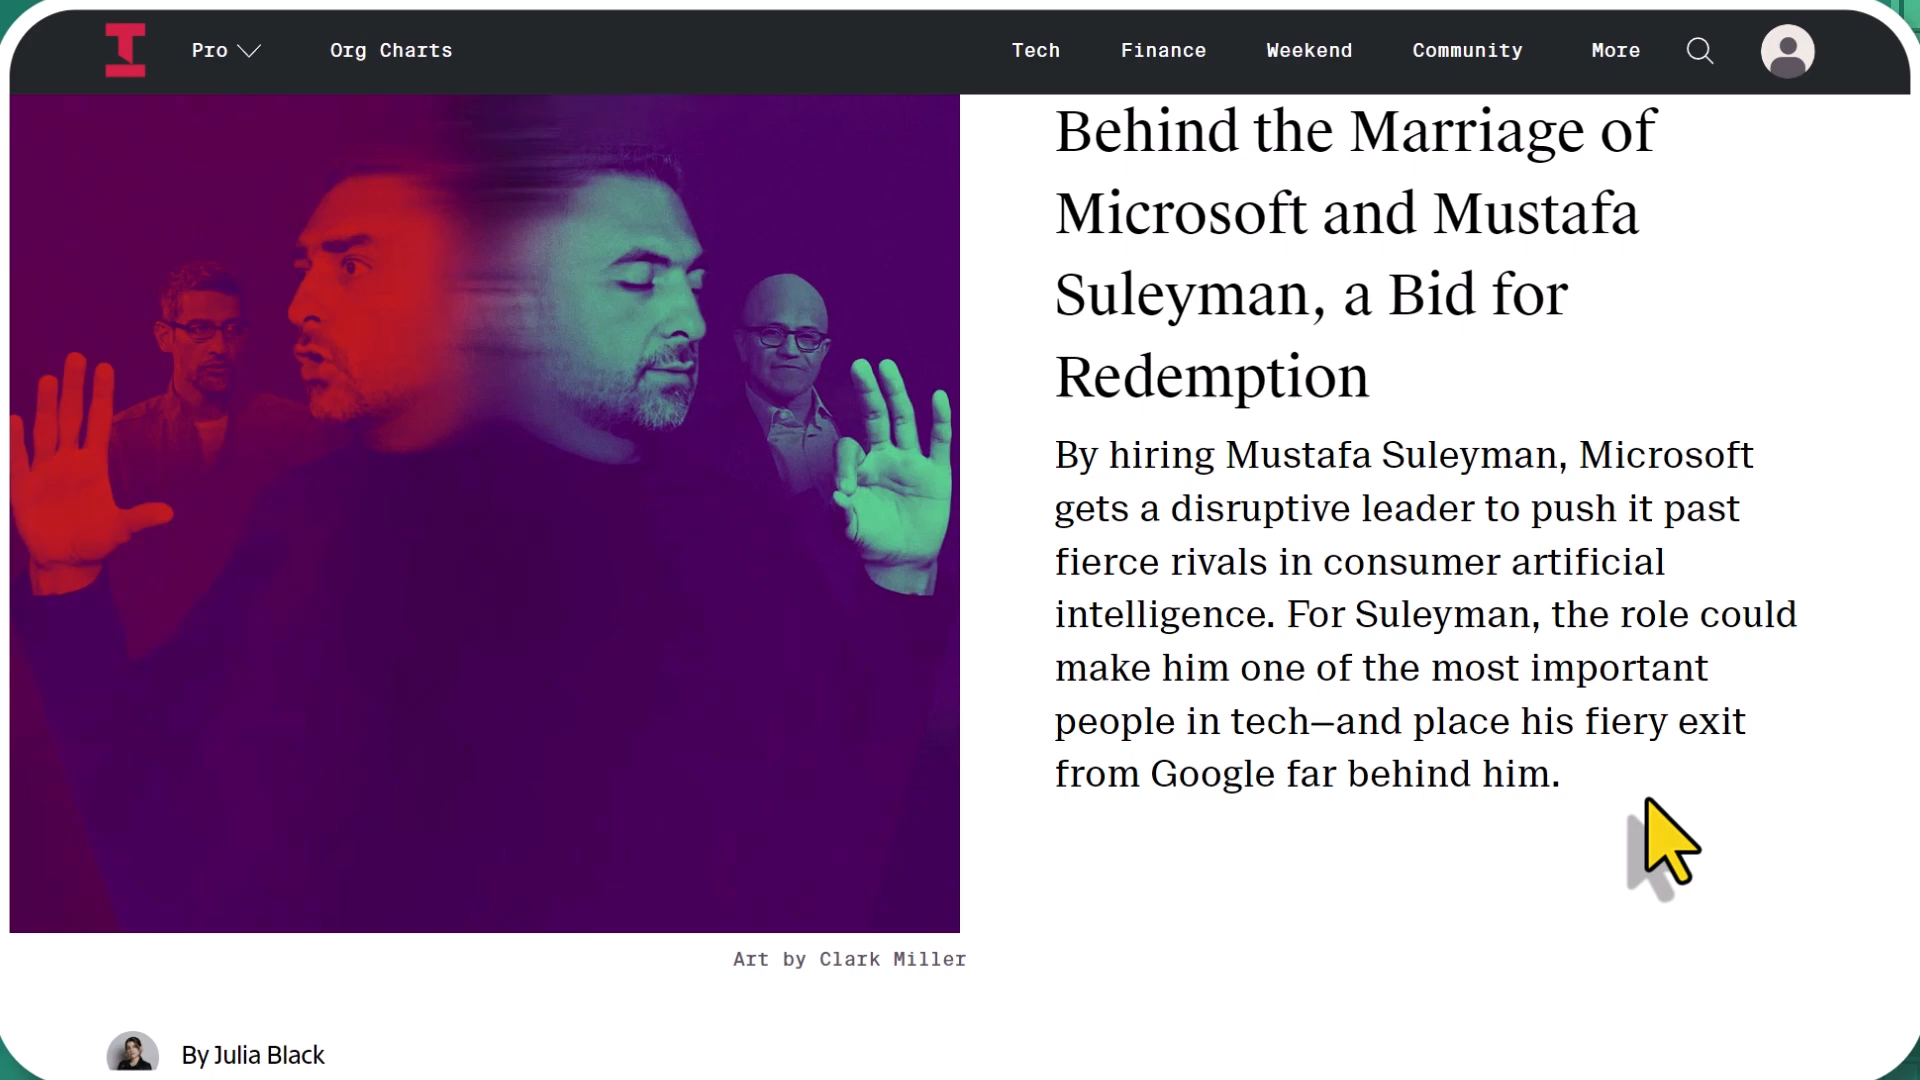 Pro
Org Charts
Tech
Finance
Weekend
Community
More
Behind the Marriage of
Microsoft and Mustafa
Suleyman, a Bid for
Redemption
By hiring Mustafa Suleyman, Microsoft
gets a disruptive leader to push it past
fierce rivals in consumer artificial
intelligence. For Suleyman, the role could
make him one of the most important
people in tech—and place his fiery exit
from Google far behind him.
Art by Clark Miller
By Julia Black